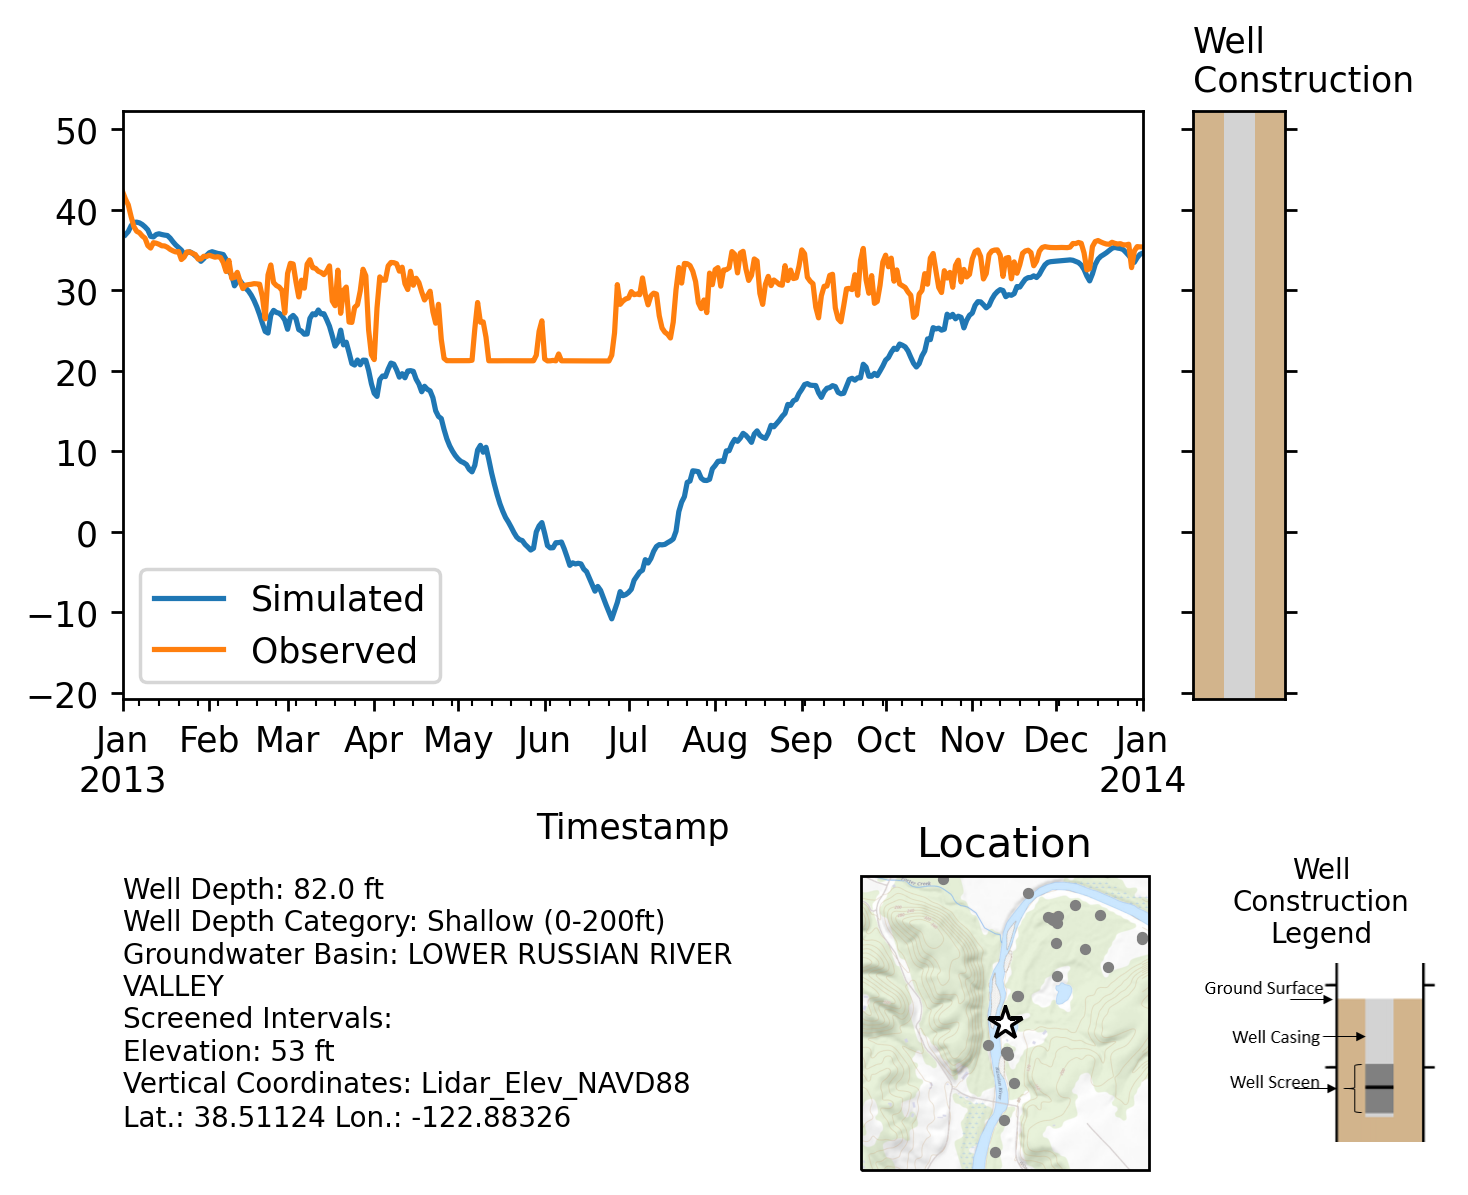 Well
Construction
50
40
30
20
10
0
−10
−20
Simulated
Observed
Jan Feb Mar Apr May Jun Jul Aug Sep Oct Nov Dec Jan
2013 2014
Timestamp
Location
Well Depth: 82.0 ft
Well Depth Category: Shallow (0-200ft)
Groundwater Basin: LOWER RUSSIAN RIVER
VALLEY
Screened Intervals:
Elevation: 53 ft
Vertical Coordinates: Lidar_Elev_NAVD88
Lat.: 38.51124 Lon.: -122.88326
Well
Construction
Legend
Ground Surface
Well Casing
Well Screen